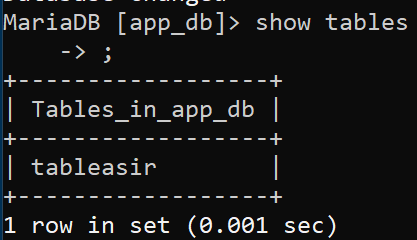 MariaDB [app_db]> show tables
    -> ;
+------------------+
| Tables_in_app_db |
+------------------+
| tableasir        |
+------------------+
1 row in set (0.001 sec)